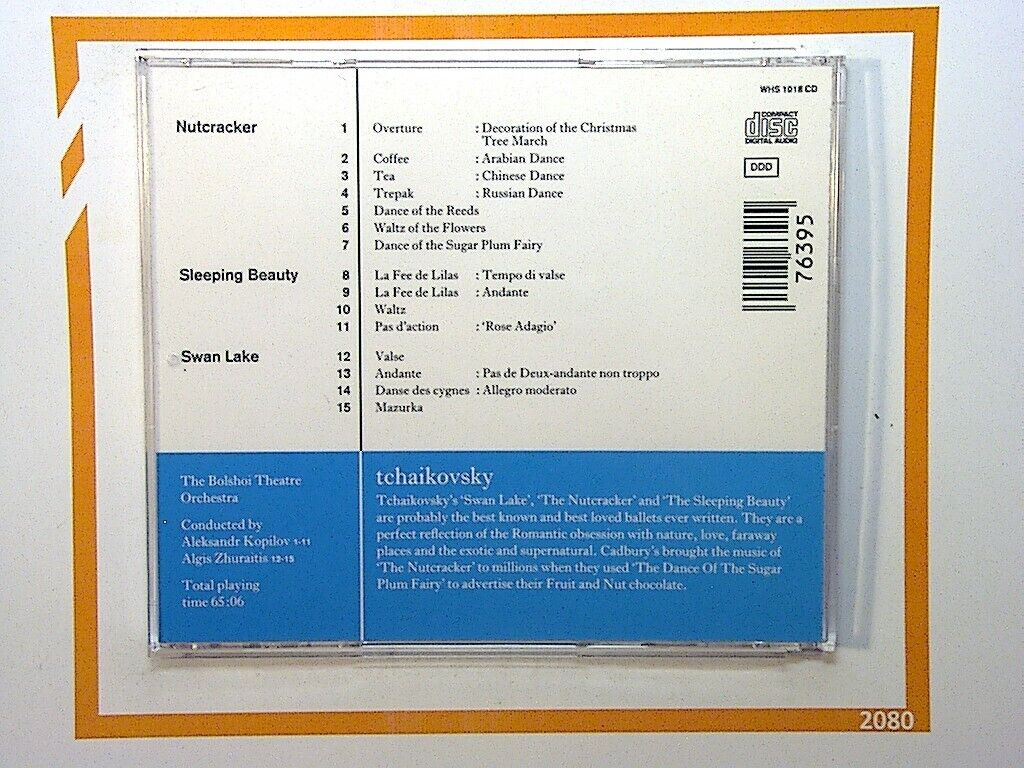 WHS 1018 CD
COMPACT
disc
DIGITAL AUDIO
DDD
76395
Nutcracker 1 Overture : Decoration of the Christmas
Tree March
2 Coffee : Arabian Dance
3 Tea : Chinese Dance
4 Trepak : Russian Dance
5 Dance of the Reeds
6 Waltz of the Flowers
7 Dance of the Sugar Plum Fairy
Sleeping Beauty 8 La Fee de Lilas : Tempo di valse
9 La Fee de Lilas : Andante
10 Waltz
11 Pas d'action : 'Rose Adagio'
Swan Lake 12 Valse
13 Andante : Pas de Deux-andante non troppo
14 Danse des cygnes : Allegro moderato
15 Mazurka
The Bolshoi Theatre
Orchestra
Conducted by
Aleksandr Kopilov 1-11
Algis Zhuraitis 12-15
Total playing
time 65:06
tchaikovsky
Tchaikovsky's 'Swan Lake', 'The Nutcracker' and 'The Sleeping Beauty'
are probably the best known and best loved ballets ever written. They are a
perfect reflection of the Romantic obsession with nature, love, faraway
places and the exotic and supernatural. Cadbury's brought the music of
'The Nutcracker' to millions when they used 'The Dance Of The Sugar
Plum Fairy' to advertise their Fruit and Nut chocolate.
2080